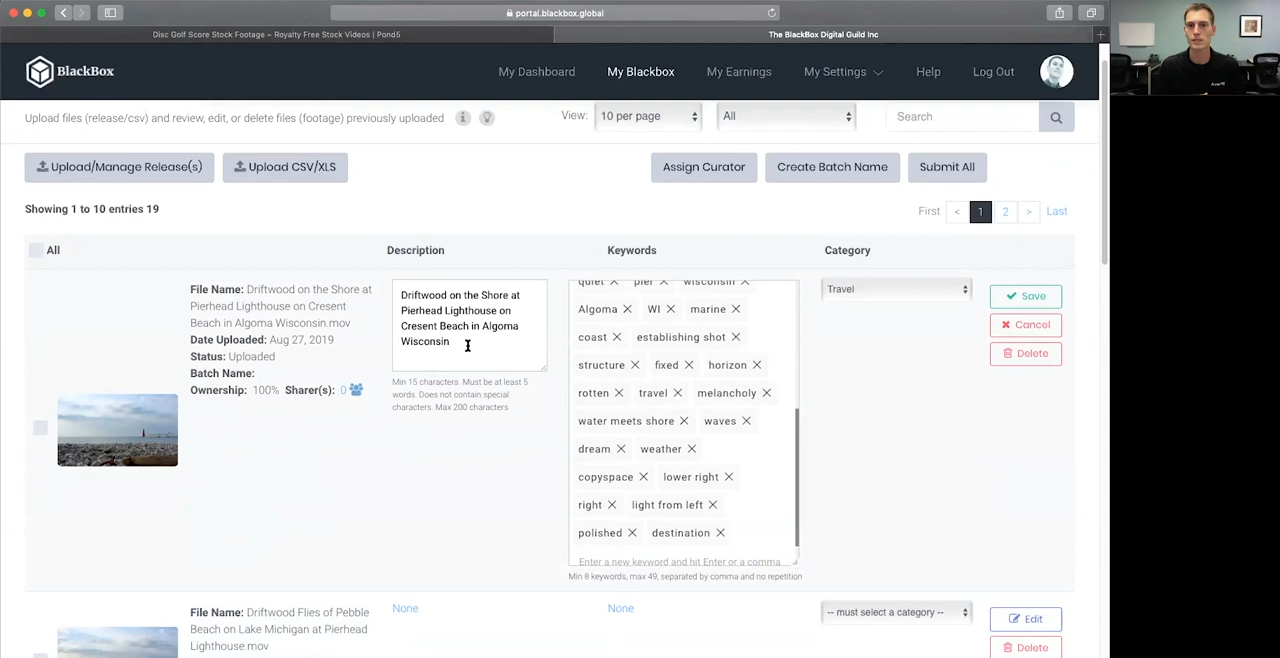 portal.blackbox.global
Disc Golf Score Stock Footage ~ Royalty Free Stock Videos | Pond5
The BlackBox Digital Guild Inc
BlackBox
My Dashboard
My Blackbox
My Earnings
My Settings
Help
Log Out
Upload files (release/csv) and review, edit, or delete files (footage) previously uploaded
View:
10 per page
All
Search
Upload/Manage Release(s)
Upload CSV/XLS
Assign Curator
Create Batch Name
Submit All
Showing 1 to 10 entries 19
First < 1 2 > Last
All
Description
Keywords
Category
File Name: Driftwood on the Shore at
Pierhead Lighthouse on Cresent
Beach in Algoma Wisconsin.mov
Date Uploaded: Aug 27, 2019
Status: Uploaded
Batch Name:
Ownership: 100% Sharer(s): 0
Driftwood on the Shore at
Pierhead Lighthouse on
Cresent Beach in Algoma
Wisconsin
Min 15 characters. Must be at least 5
words. Does not contain special
characters. Max 200 characters
quiet × pier × wisconsin ×
Algoma × WI × marine ×
coast × establishing shot ×
structure × fixed × horizon ×
rotten × travel × melancholy ×
water meets shore × waves ×
dream × weather ×
copyspace × lower right ×
right × light from left ×
polished × destination ×
Enter a new keyword and hit Enter or a comma
Min 8 keywords, max 49, separated by comma and no repetition
Travel
Save
Cancel
Delete
File Name: Driftwood Flies of Pebble
Beach on Lake Michigan at Pierhead
Lighthouse.mov
None
None
-- must select a category --
Edit
Delete